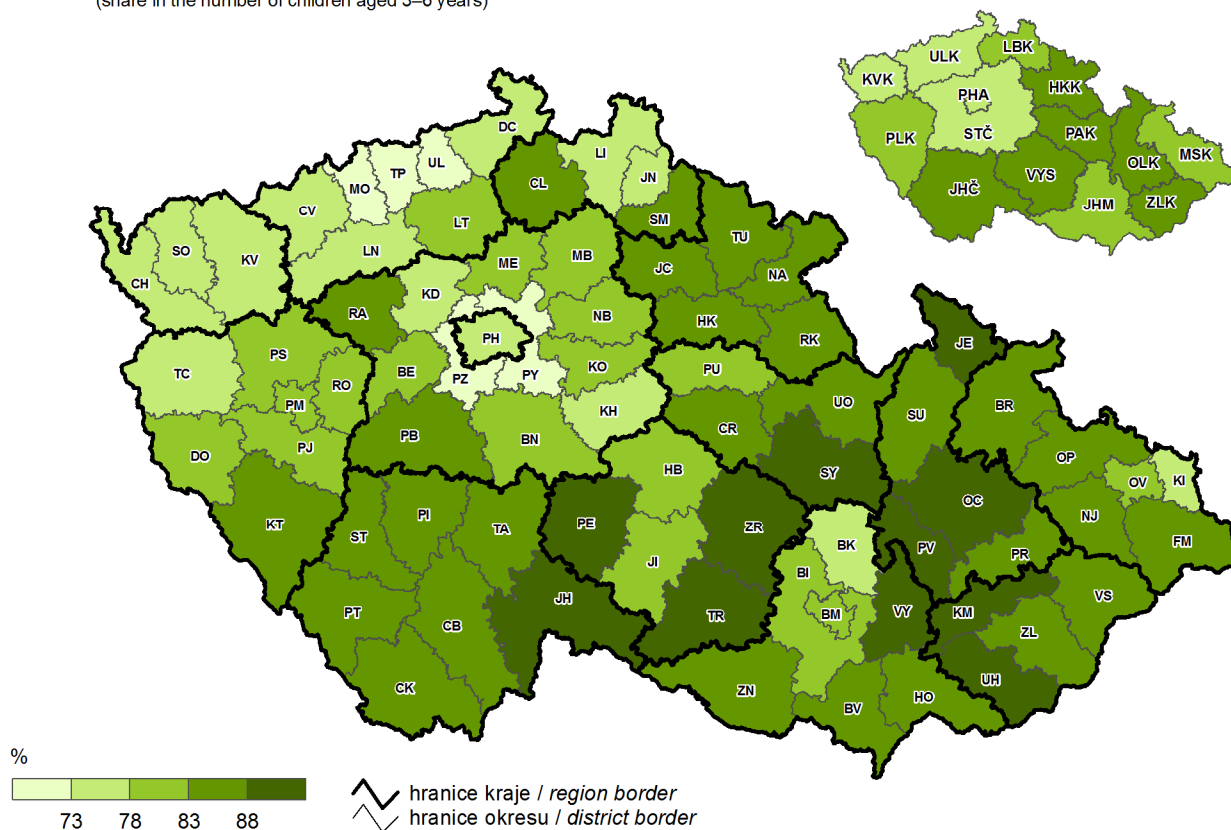 (share in the number of children aged 3–6 years)
ULK
LBK
KVK
PHA
HKK
PLK
STČ
PAK
MSK
OLK
VYS
JHČ
ZLK
JHM
DC
UL
LI
TP
MO
JN
CL
CV
LT
SM
TU
SO
LN
KV
ME
MB
JC
NA
CH
KD
RA
NB
HK
PH
RK
JE
PS
KO
PU
TC
BE
PZ
PY
RO
UO
BR
PM
KH
SU
CR
PB
BN
PJ
DO
OP
HB
SY
KI
OV
OC
PI
NJ
KT
PE
ZR
TA
ST
FM
BK
PV
PR
JI
BI
VS
JH
PT
VY
KM
BM
TR
CB
ZL
UH
CK
ZN
HO
BV
%
73 78 83 88
hranice kraje / region border
hranice okresu / district border